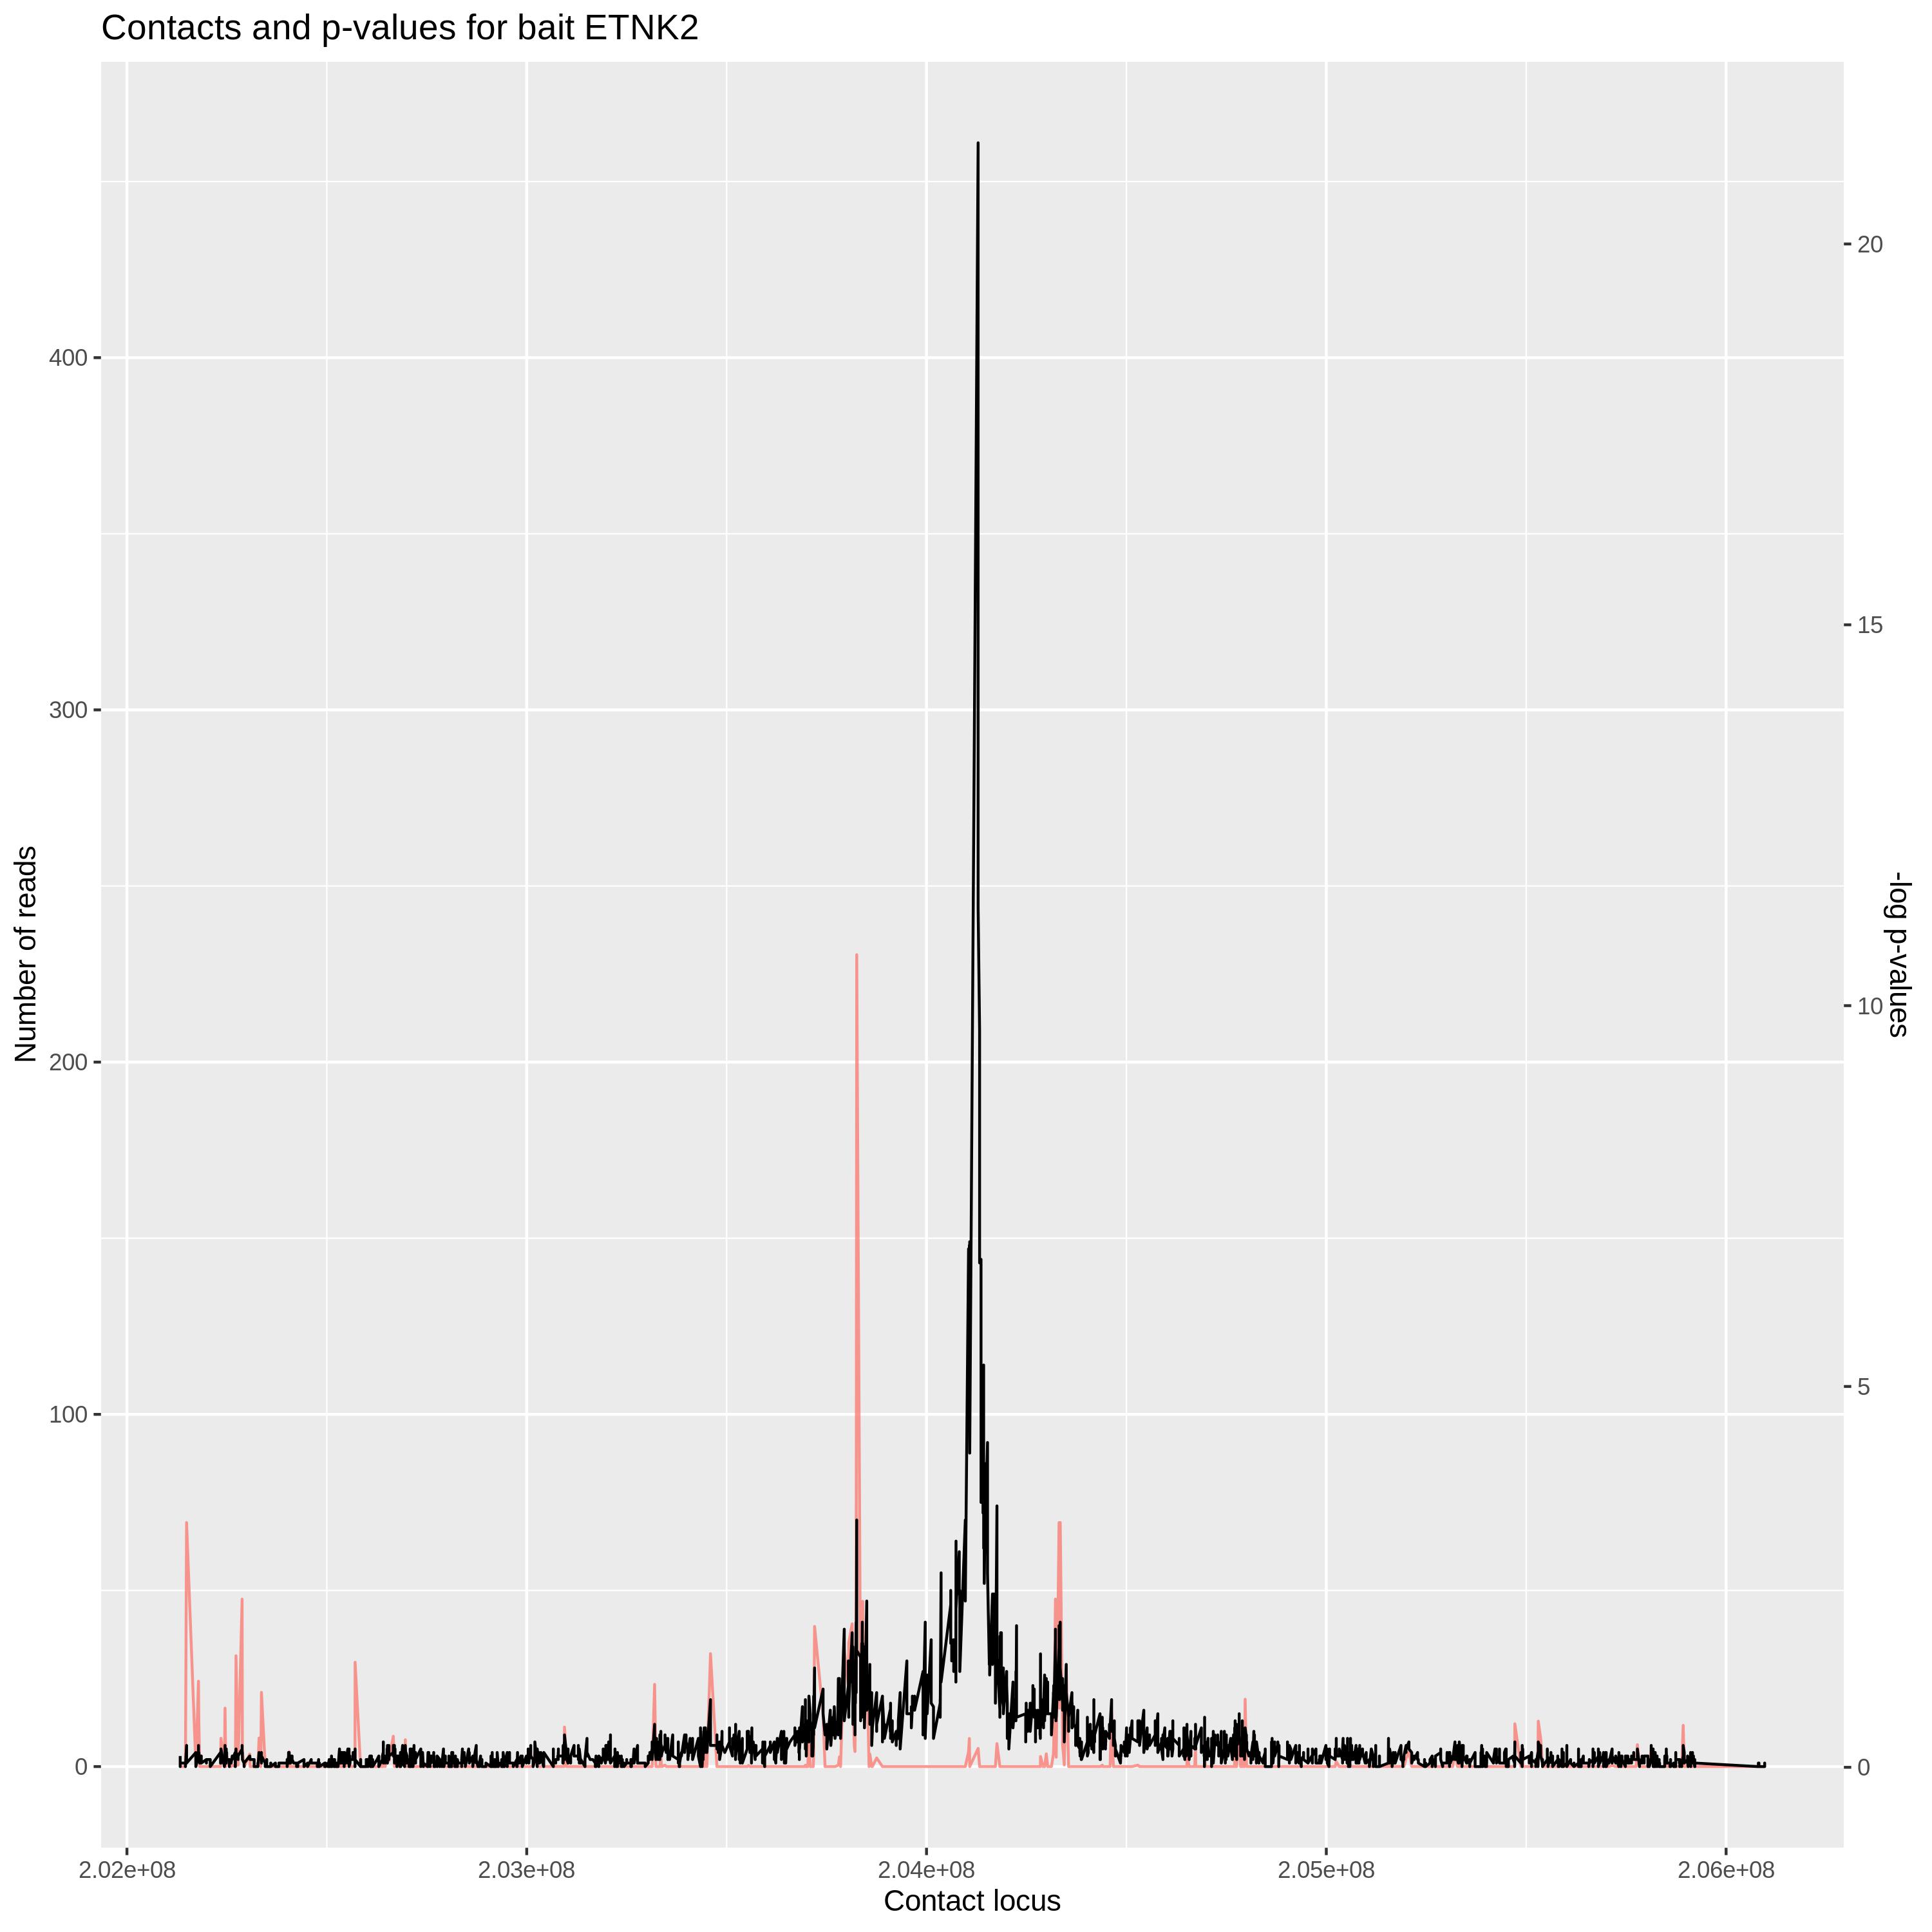 Contacts and p-values for bait ETNK2
Number of reads
400
300
200
100
0
20
15
10
5
0
-log p-values
2.02e+08
2.03e+08
2.04e+08
2.05e+08
2.06e+08
Contact locus